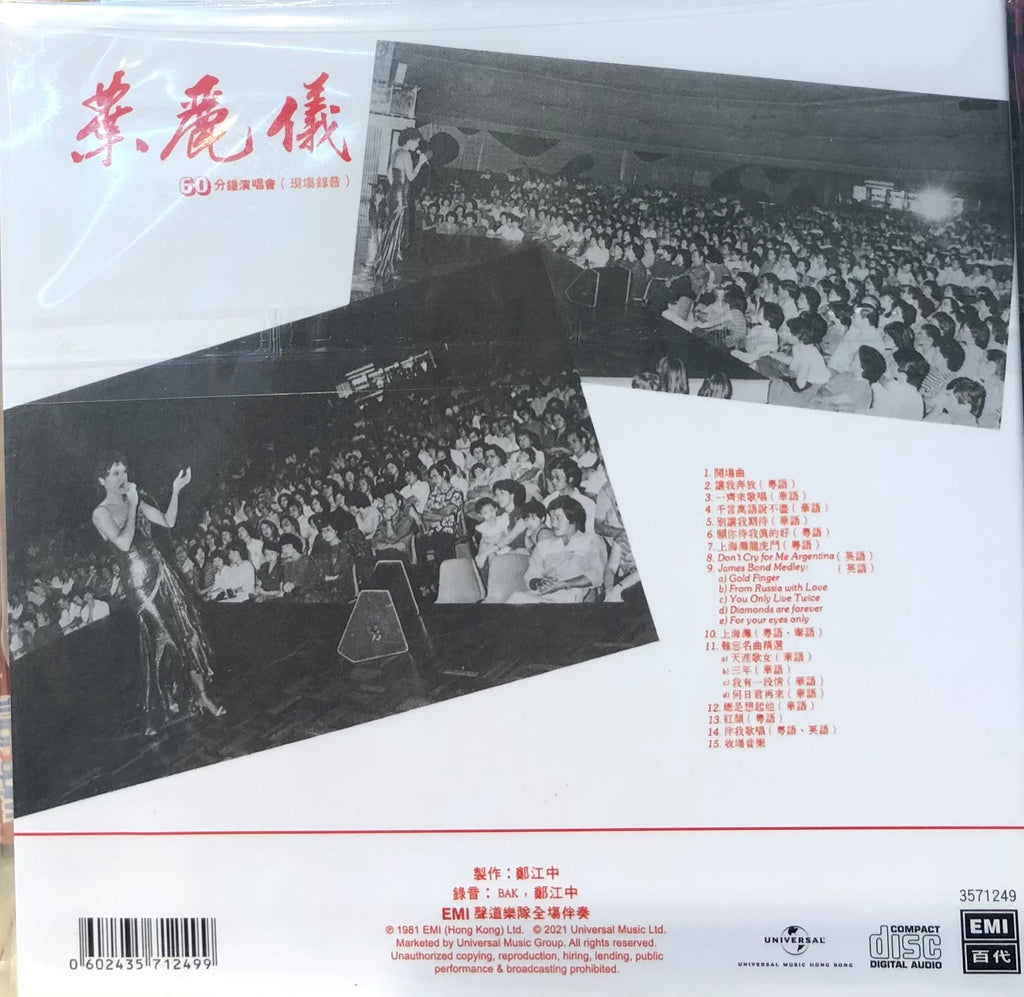 葉麗儀
60分鐘演唱會（現場錄音）
1. 開場曲
2. 讓我奔放（粵語）
3. 一齊來歌唱（華語）
4. 千言萬語說不盡（華語）
5. 別讓我期待（華語）
6. 願你待我真的好（粵語）
7. 上海灘龍虎鬥（粵語）
8. Don't Cry for Me Argentina（英語）
9. James Bond Medley:（英語）
a) Gold Finger
b) From Russia with Love
c) You Only Live Twice
d) Diamonds are forever
e) For your eyes only
10. 上海灘（粵語、華語）
11. 難忘名曲精選
a) 天涯歌女（華語）
b) 三年（華語）
c) 我有一段情（華語）
d) 何日君再來（華語）
12. 總是想起他（華語）
13. 紅顏（粵語）
14. 伴我歌唱（粵語、英語）
15. 收場音樂
製作：鄭江中
錄音：BAK，鄭江中
EMI 聲道樂隊全場伴奏
℗ 1981 EMI (Hong Kong) Ltd. © 2021 Universal Music Ltd.
Marketed by Universal Music Group. All rights reserved.
Unauthorized copying, reproduction, hiring, lending, public
performance & broadcasting prohibited.
0 602435 712499
UNIVERSAL
UNIVERSAL MUSIC HONG KONG
COMPACT
disc
DIGITAL AUDIO
3571249
EMI
百代